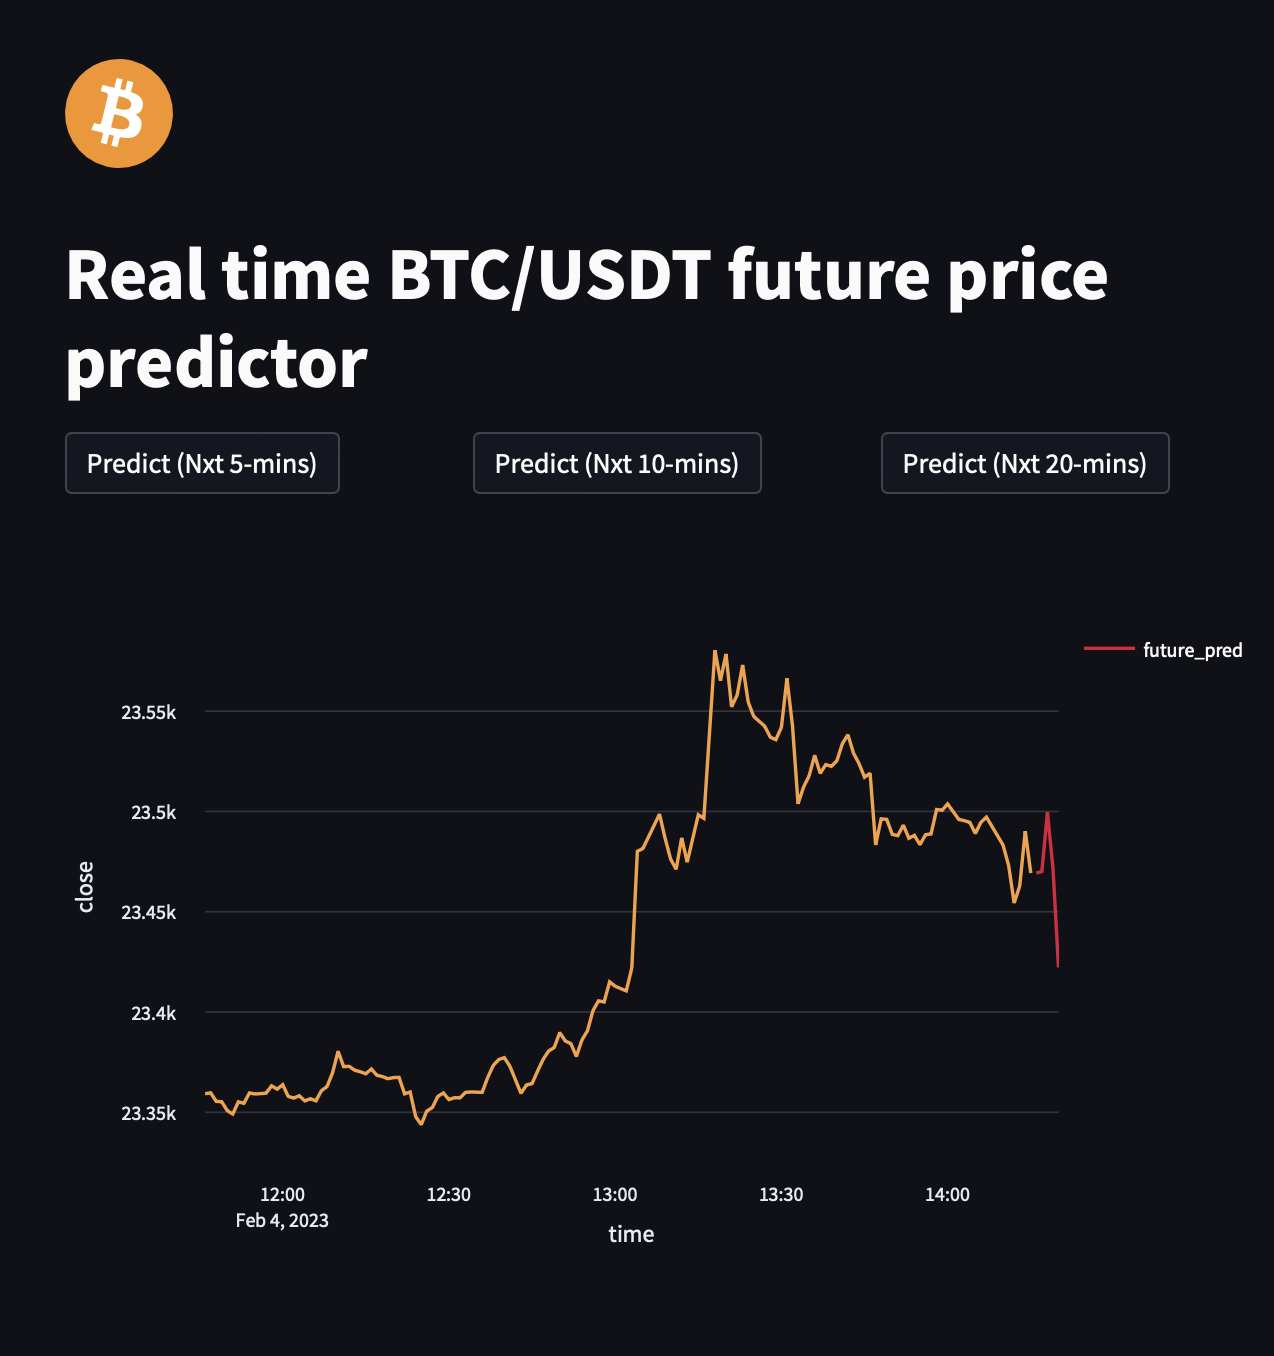 Real time BTC/USDT future price
predictor
Predict (Nxt 5-mins)
Predict (Nxt 10-mins)
Predict (Nxt 20-mins)
future_pred
23.55k
23.5k
23.45k
23.4k
23.35k
close
12:00
12:30
13:00
13:30
14:00
Feb 4, 2023
time